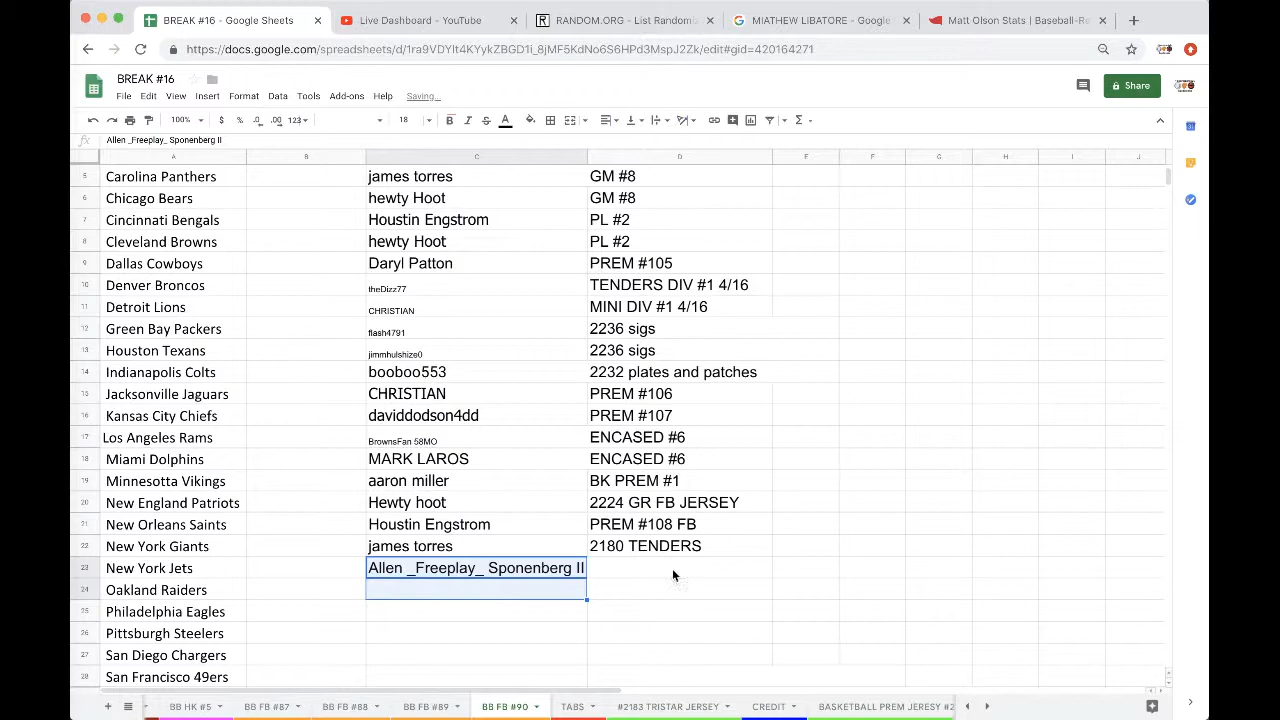 BREAK #16 - Google Sheets
Live Dashboard - YouTube
RANDOM.ORG - List Randomi
MIATHEW LIBATORE - Google
Matt Olson Stats | Baseball-Re
https://docs.google.com/spreadsheets/d/1ra9VDYIt4KYykZBGD1i_8jMF5KdNo6S6HPd3MspJ2Zk/edit#gid=420164271
BREAK #16
File Edit View Insert Format Data Tools Add-ons Help Saving...
Share
100% $ % .0 .00 123 18 B I S A
fx Allen _Freeplay_ Sponenberg II
A B C D E F G H I J
5 Carolina Panthers james torres GM #8
6 Chicago Bears hewty Hoot GM #8
7 Cincinnati Bengals Houstin Engstrom PL #2
8 Cleveland Browns hewty Hoot PL #2
9 Dallas Cowboys Daryl Patton PREM #105
10 Denver Broncos theDizz77 TENDERS DIV #1 4/16
11 Detroit Lions CHRISTIAN MINI DIV #1 4/16
12 Green Bay Packers flash4791 2236 sigs
13 Houston Texans jimmhulshize0 2236 sigs
14 Indianapolis Colts booboo553 2232 plates and patches
15 Jacksonville Jaguars CHRISTIAN PREM #106
16 Kansas City Chiefs daviddodson4dd PREM #107
17 Los Angeles Rams BrownsFan 58MO ENCASED #6
18 Miami Dolphins MARK LAROS ENCASED #6
19 Minnesotta Vikings aaron miller BK PREM #1
20 New England Patriots Hewty hoot 2224 GR FB JERSEY
21 New Orleans Saints Houstin Engstrom PREM #108 FB
22 New York Giants james torres 2180 TENDERS
23 New York Jets Allen _Freeplay_ Sponenberg II
24 Oakland Raiders
25 Philadelphia Eagles
26 Pittsburgh Steelers
27 San Diego Chargers
28 San Francisco 49ers
BB HK #5 BB FB #87 BB FB #88 BB FB #89 BB FB #90 TABS #2183 TRISTAR JERSEY CREDIT BASKETBALL PREM JERESY #2